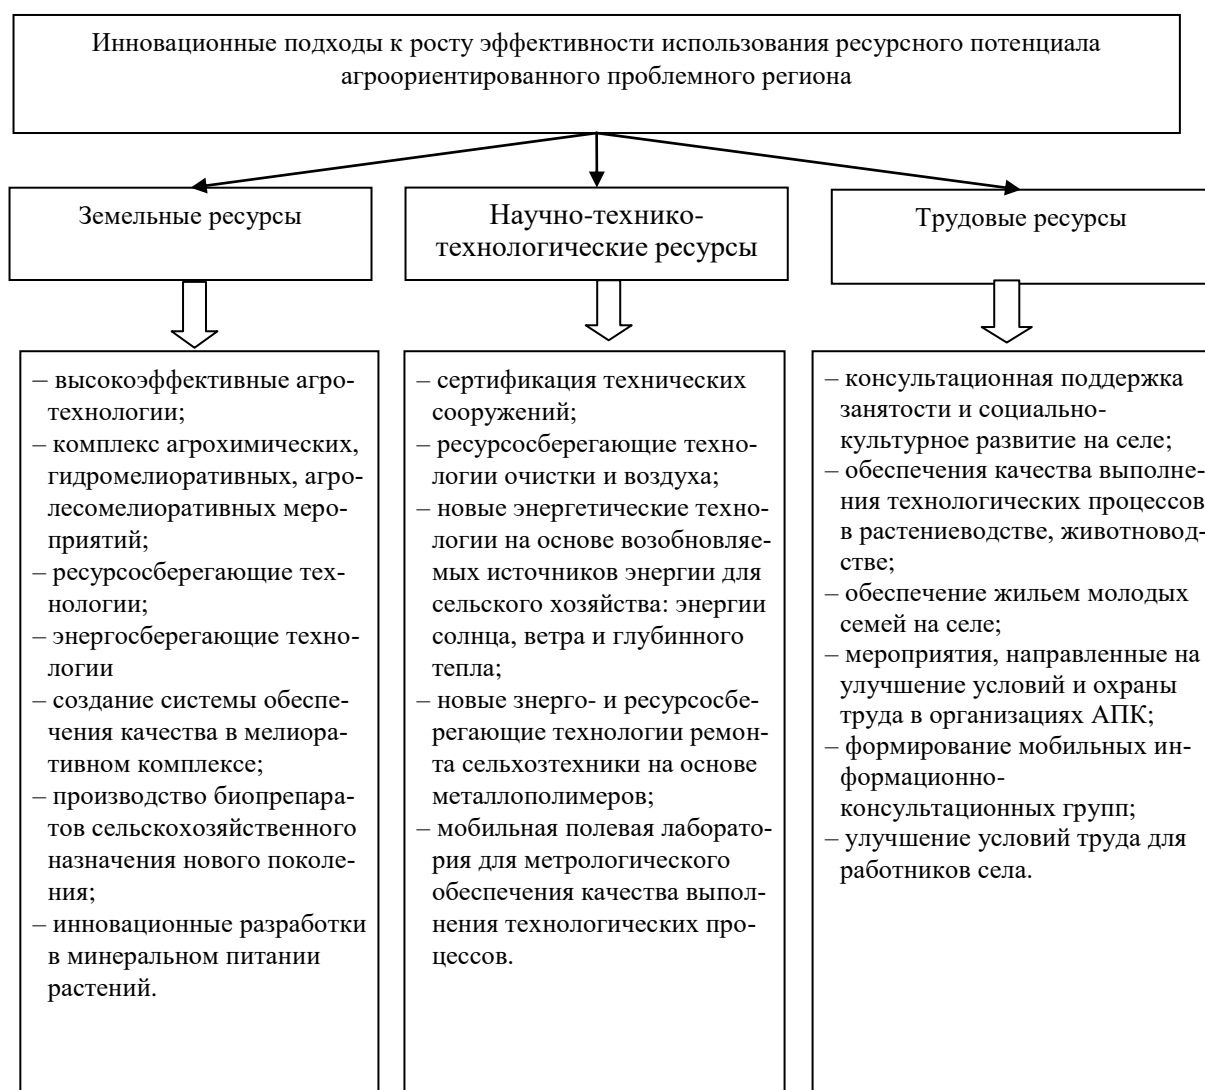 Инновационные подходы к росту эффективности использования ресурсного потенциала
агроориентированного проблемного региона
Земельные ресурсы
Научно-технико-
технологические ресурсы
Трудовые ресурсы
– высокоэффективные агро-
технологии;
– комплекс агрохимических,
гидромелиоративных, агро-
лесомелиоративных меро-
приятий;
– ресурсосберегающие тех-
нологии;
– энергосберегающие техно-
логии
– создание системы обеспе-
чения качества в мелиора-
тивном комплексе;
– производство биопрепара-
тов сельскохозяйственного
назначения нового поколе-
ния;
– инновационные разработки
в минеральном питании
растений.
– сертификация технических
сооружений;
– ресурсосберегающие техно-
логии очистки и воздуха;
– новые энергетические техно-
логии на основе возобновляе-
мых источников энергии для
сельского хозяйства: энергии
солнца, ветра и глубинного
тепла;
– новые знерго- и ресурсосбе-
регающие технологии ремон-
та сельхозтехники на основе
металлополимеров;
– мобильная полевая лаборато-
рия для метрологического
обеспечения качества выпол-
нения технологических про-
цессов.
– консультационная поддержка
занятости и социально-
культурное развитие на селе;
– обеспечения качества выполне-
ния технологических процессов
в растениеводстве, животновод-
стве;
– обеспечение жильем молодых
семей на селе;
– мероприятия, направленные на
улучшение условий и охраны
труда в организациях АПК;
– формирование мобильных ин-
формационно-
консультационных групп;
– улучшение условий труда для
работников села.